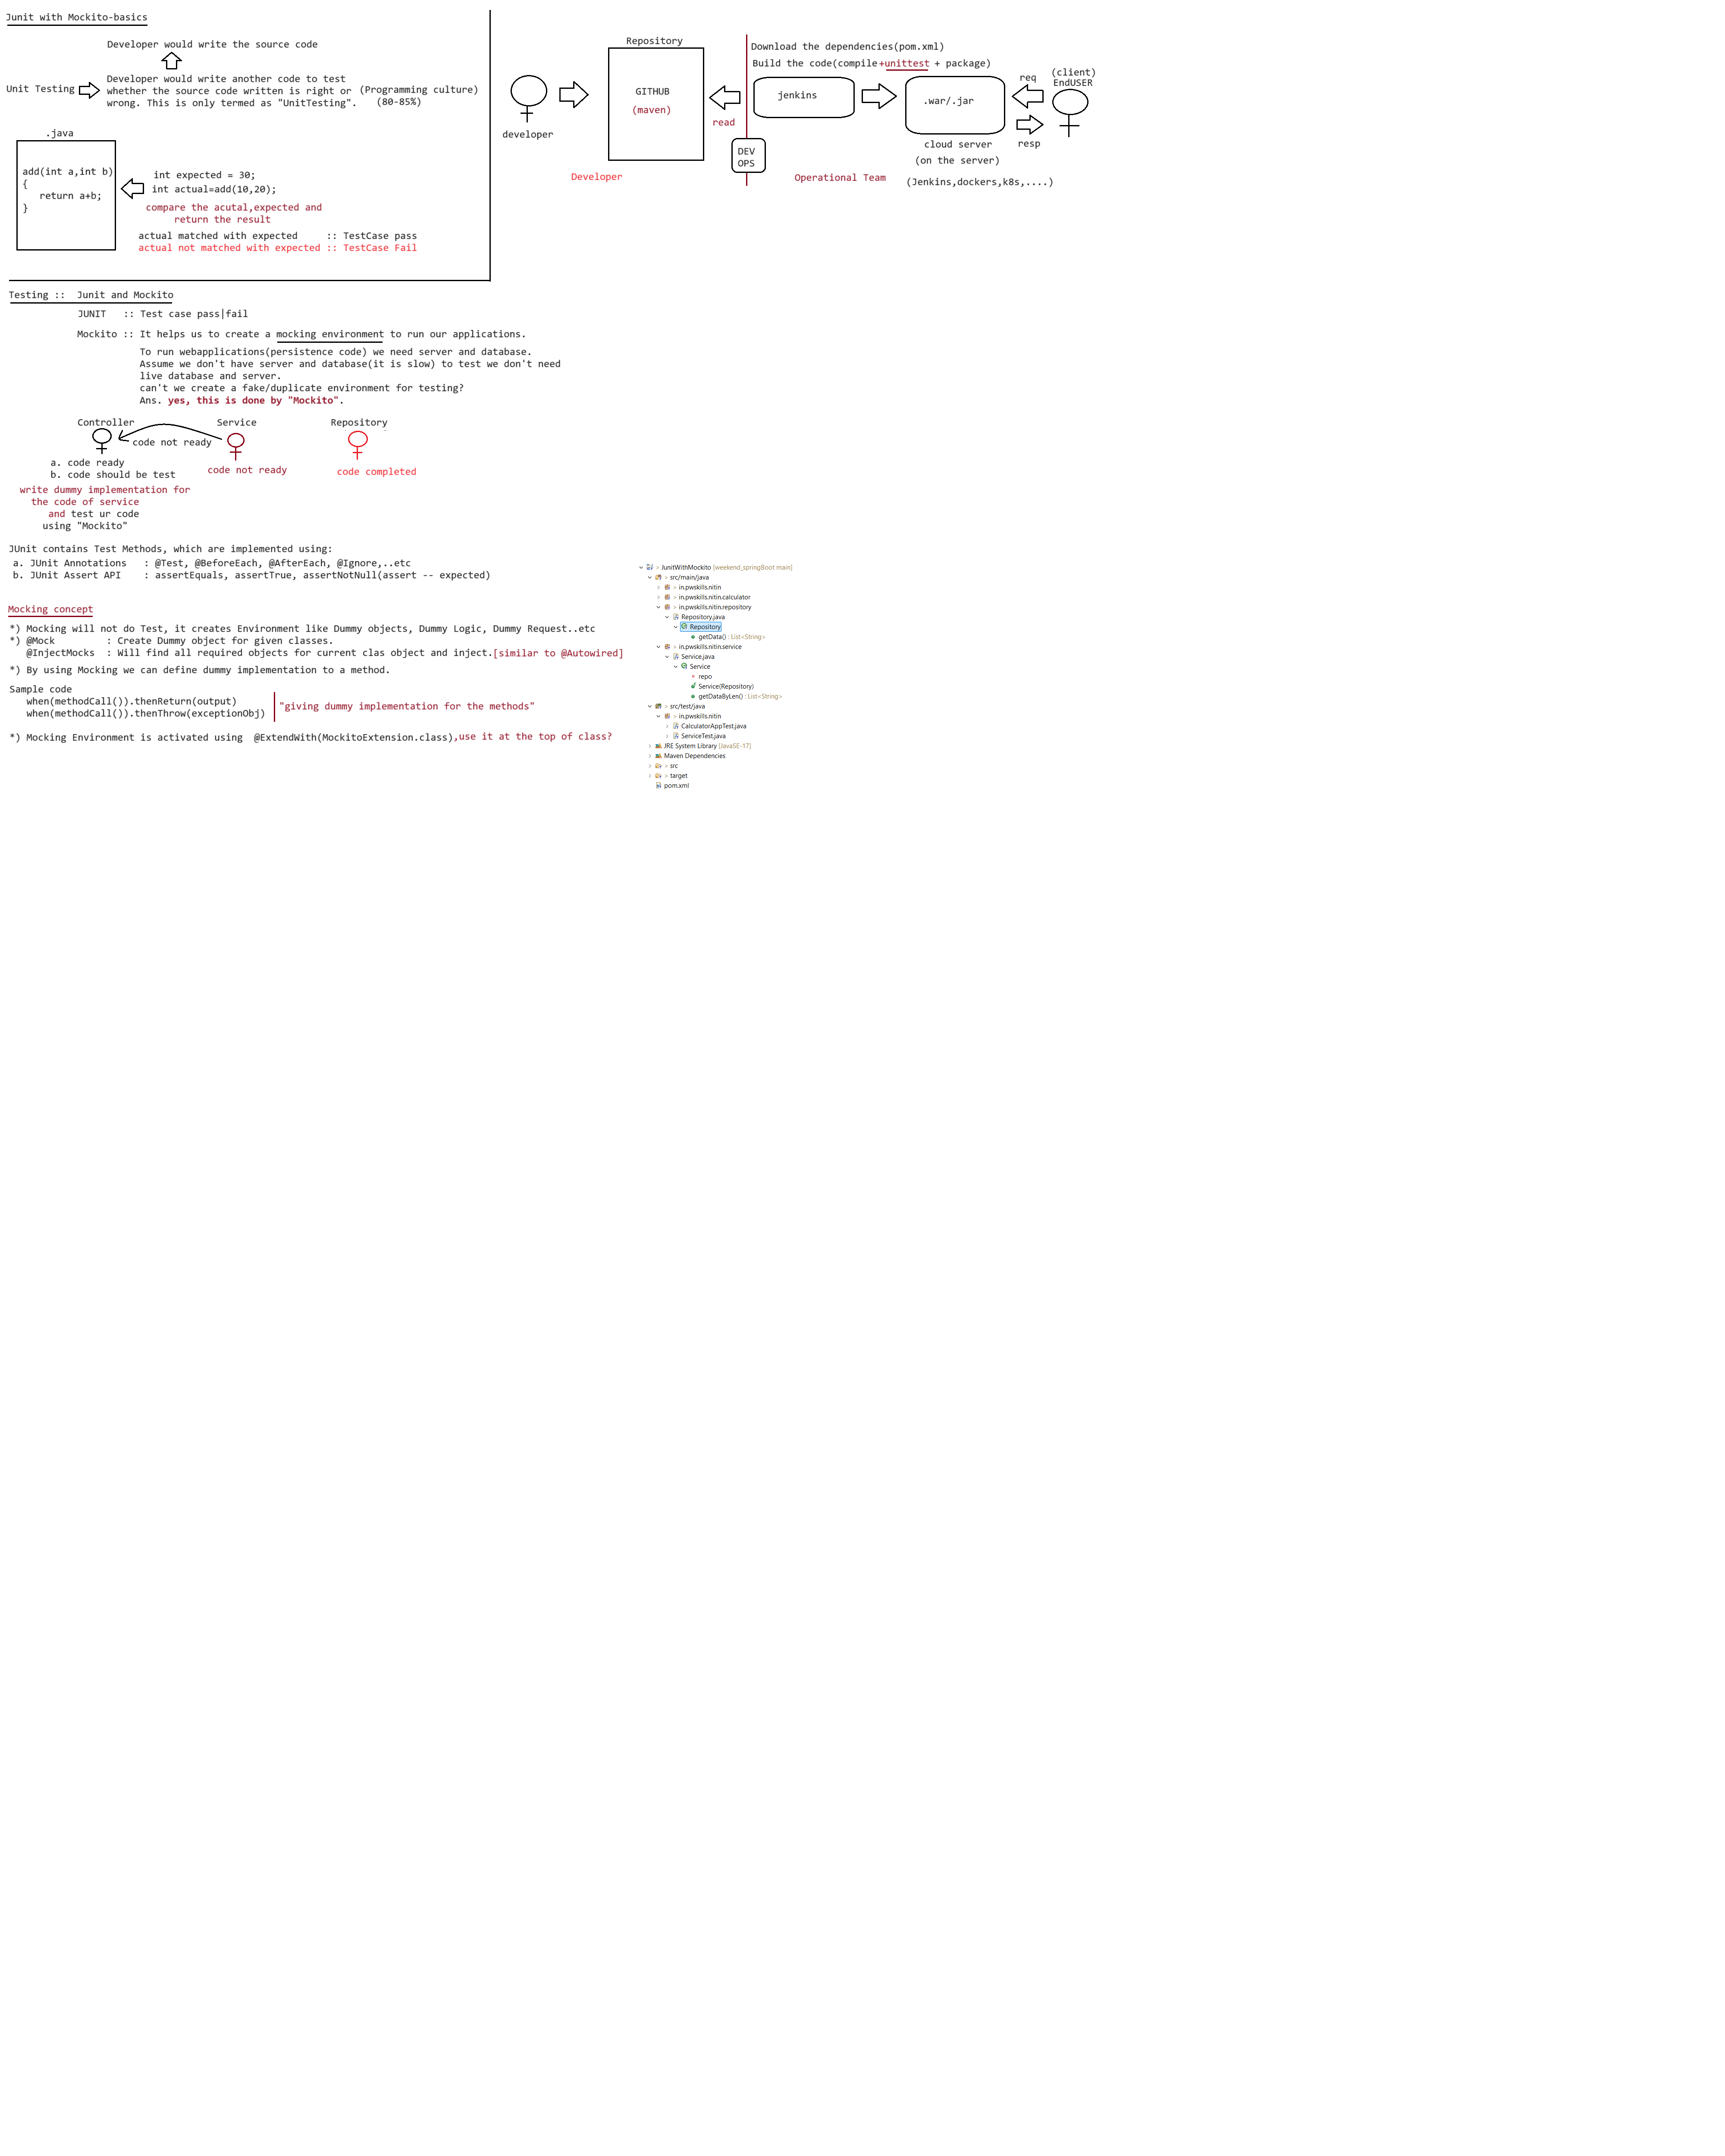 Junit with Mockito-basics
Developer would write the source code
Unit Testing
Developer would write another code to test
whether the source code written is right or
wrong. This is only termed as "UnitTesting".
(Programming culture)
(80-85%)
.java
add(int a,int b)
{
return a+b;
}
int expected = 30;
int actual=add(10,20);
compare the acutal,expected and
return the result
actual matched with expected :: TestCase pass
actual not matched with expected :: TestCase Fail
developer
Repository
GITHUB
(maven)
Developer
read
DEV
OPS
Download the dependencies(pom.xml)
Build the code(compile+unittest + package)
jenkins
Operational Team
.war/.jar
cloud server
(on the server)
(Jenkins,dockers,k8s,....)
req
resp
(client)
EndUSER
Testing :: Junit and Mockito
JUNIT :: Test case pass|fail
Mockito :: It helps us to create a mocking environment to run our applications.
To run webapplications(persistence code) we need server and database.
Assume we don't have server and database(it is slow) to test we don't need
live database and server.
can't we create a fake/duplicate environment for testing?
Ans. yes, this is done by "Mockito".
Controller
Service
Repository
code not ready
a. code ready
b. code should be test
code not ready
code completed
write dummy implementation for
the code of service
and test ur code
using "Mockito"
JUnit contains Test Methods, which are implemented using:
a. JUnit Annotations : @Test, @BeforeEach, @AfterEach, @Ignore,..etc
b. JUnit Assert API : assertEquals, assertTrue, assertNotNull(assert -- expected)
Mocking concept
*) Mocking will not do Test, it creates Environment like Dummy objects, Dummy Logic, Dummy Request..etc
*) @Mock : Create Dummy object for given classes.
@InjectMocks : Will find all required objects for current clas object and inject.[similar to @Autowired]
*) By using Mocking we can define dummy implementation to a method.
Sample code
when(methodCall()).thenReturn(output)
when(methodCall()).thenThrow(exceptionObj)
"giving dummy implementation for the methods"
*) Mocking Environment is activated using @ExtendWith(MockitoExtension.class),use it at the top of class?
> JunitWithMockito [weekend_springBoot main]
> src/main/java
> in.pwskills.nitin
> in.pwskills.nitin.calculator
> in.pwskills.nitin.repository
Repository.java
Repository
getData() : List<String>
> in.pwskills.nitin.service
Service.java
Service
repo
Service(Repository)
getDataByLen() : List<String>
> src/test/java
> in.pwskills.nitin
CalculatorAppTest.java
ServiceTest.java
JRE System Library [JavaSE-17]
Maven Dependencies
> src
> target
pom.xml